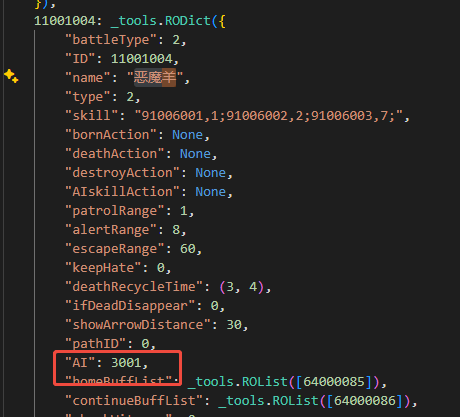 }),
11001004: _tools.RODict({
"battleType": 2,
"ID": 11001004,
"name": "恶魔羊",
"type": 2,
"skill": "91006001,1;91006002,2;91006003,7;",
"bornAction": None,
"deathAction": None,
"destroyAction": None,
"AIskillAction": None,
"patrolRange": 1,
"alertRange": 8,
"escapeRange": 60,
"keepHate": 0,
"deathRecycleTime": (3, 4),
"ifDeadDisappear": 0,
"showArrowDistance": 30,
"pathID": 0,
"AI": 3001,
"homeBuffList": _tools.ROList([64000085]),
"continueBuffList": _tools.ROList([64000086]),